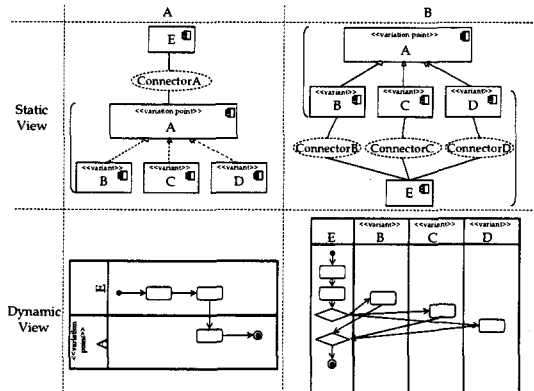 A
B
Static
View
E
ConnectorA
<<variation point>>
A
<<variant>>
B
<<variant>>
C
<<variant>>
D
<<variation point>>
A
<<variant>>
B
<<variant>>
C
<<variant>>
D
ConnectorB
ConnectorC
ConnectorD
E
Dynamic
View
E
<<variation
point>>
A
E
<<variant>>
B
<<variant>>
C
<<variant>>
D